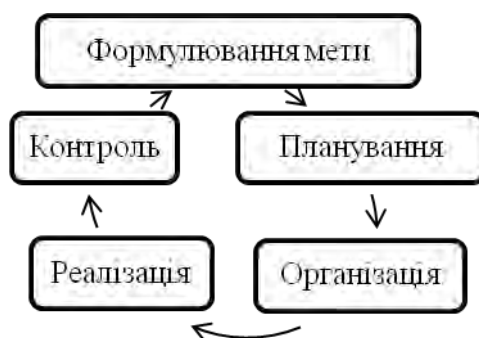 Формулювання мети
Контроль
Планування
Реалізація
Організація